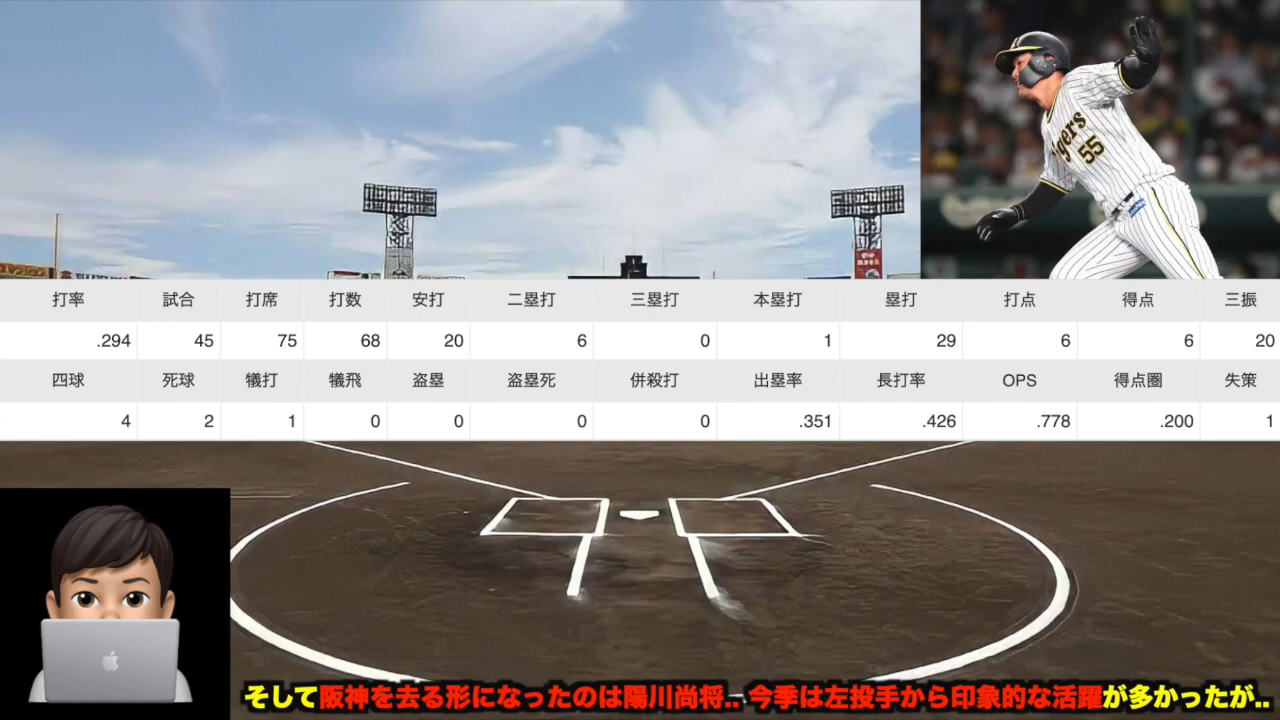 Tigers
55
打率 試合 打席 打数 安打 二塁打 三塁打 本塁打 塁打 打点 得点 三振
.294 45 75 68 20 6 0 1 29 6 6 20
四球 死球 犠打 犠飛 盗塁 盗塁死 併殺打 出塁率 長打率 OPS 得点圏 失策
4 2 1 0 0 0 0 .351 .426 .778 .200 1
そして阪神を去る形になったのは陽川尚将.. 今季は左投手から印象的な活躍が多かったが..